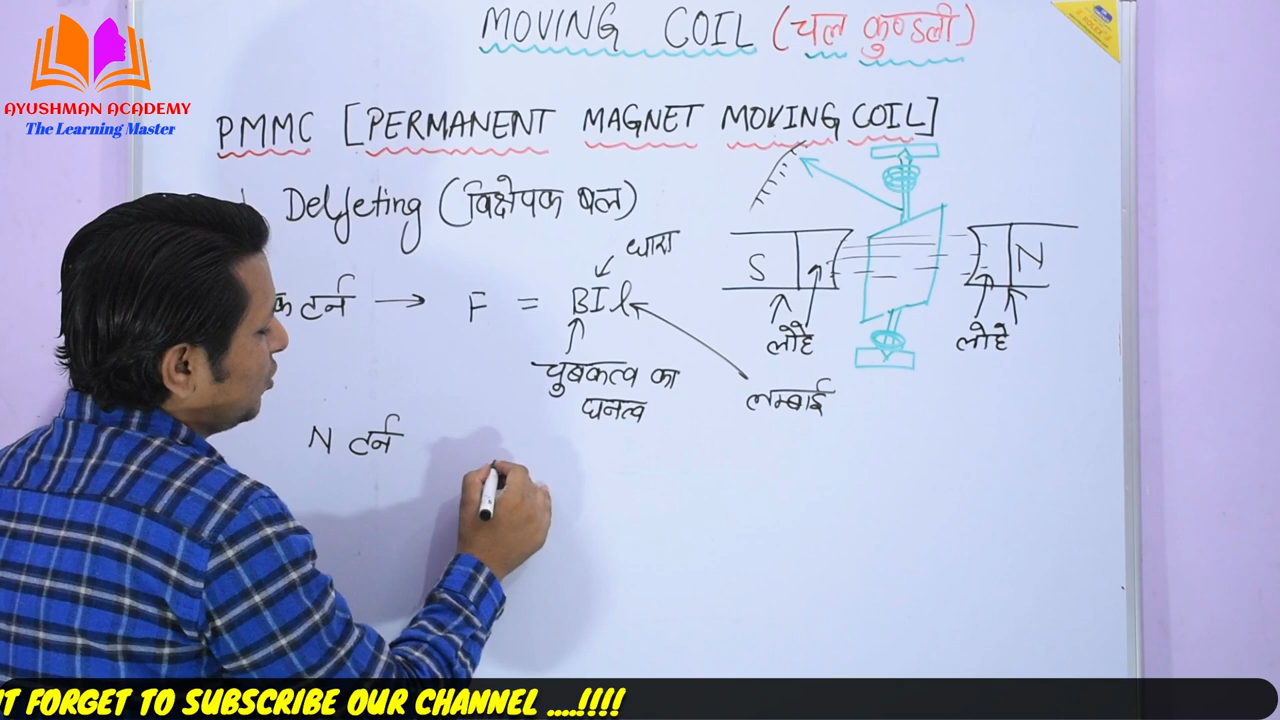 MOVING COIL (चल कुण्डली)
AYUSHMAN ACADEMY
The Learning Master
PMMC [PERMANENT MAGNET MOVING COIL]
Defleting (विक्षेपक बल)
धारा
टर्न → F = BIl
S
N
लोहे
लोहे
चुबकत्व का
घनत्व
लम्बाई
N टर्न
FORGET TO SUBSCRIBE OUR CHANNEL ....!!!!